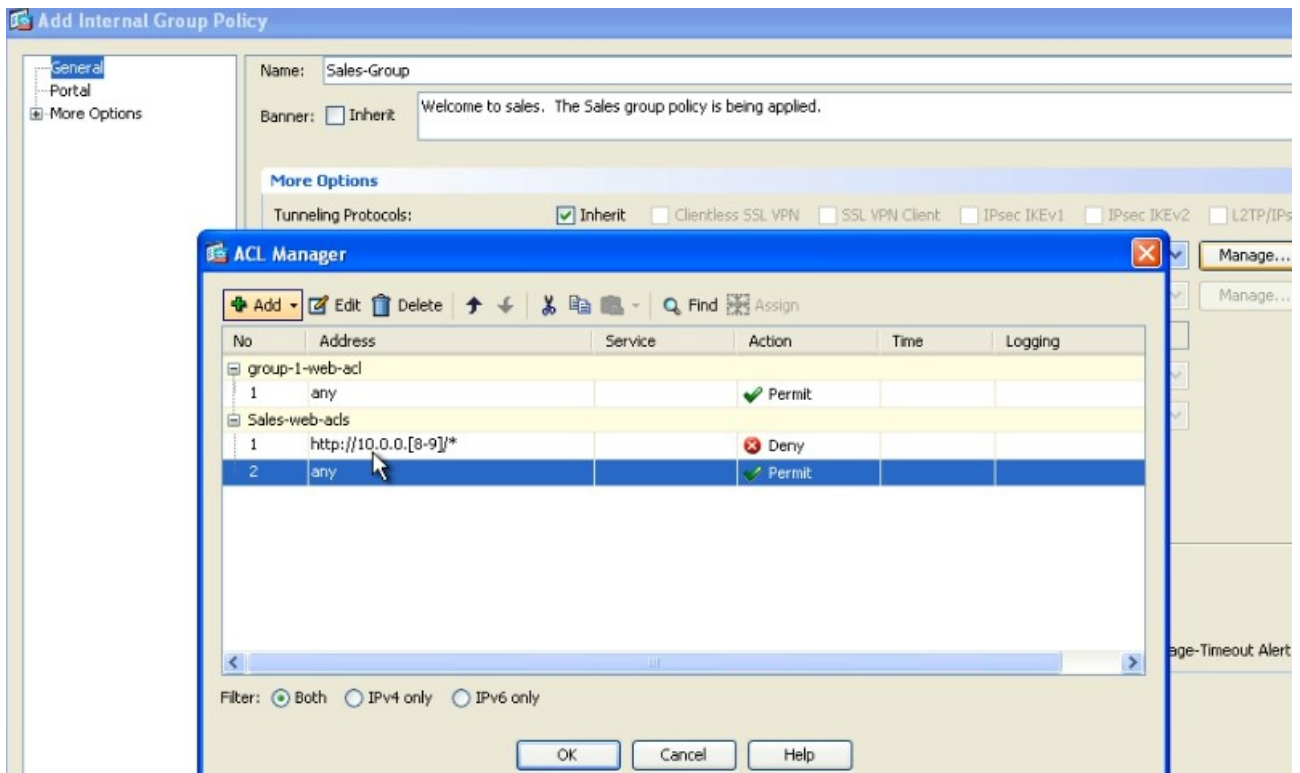 Add Internal Group Policy
General
Portal
More Options
Name: Sales-Group
Banner: Inherit Welcome to sales. The Sales group policy is being applied.
More Options
Tunneling Protocols: Inherit Clientless SSL VPN SSL VPN Client IPsec IKEv1 IPsec IKEv2 L2TP/IPs
Manage...
Manage...
ACL Manager
Add Edit Delete Find Assign
No Address Service Action Time Logging
group-1-web-acl
1 any Permit
Sales-web-acls
1 http://10.0.0.[8-9]/* Deny
2 any Permit
age-Timeout Alert
Filter: Both IPv4 only IPv6 only
OK Cancel Help